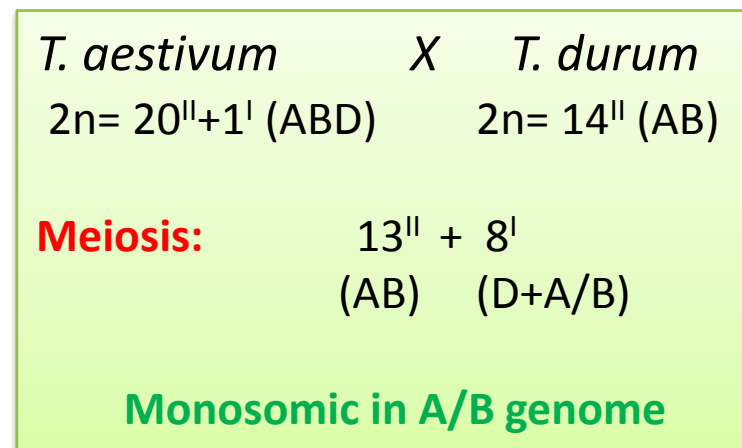 T. aestivum X T. durum
2n= 20ᴵᴵ+1ᴵ (ABD) 2n= 14ᴵᴵ (AB)
Meiosis: 13ᴵᴵ + 8ᴵ
(AB) (D+A/B)
Monosomic in A/B genome